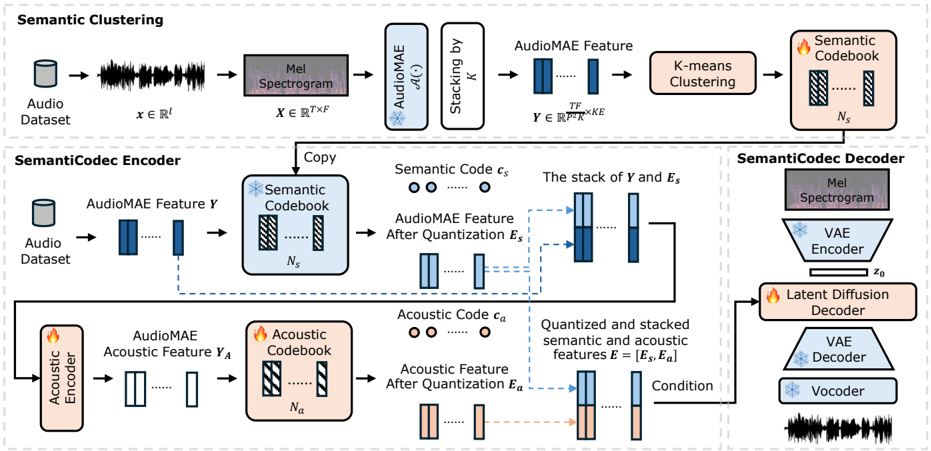 Semantic Clustering
Audio
Dataset
x ∈ ℝ^l
Mel
Spectrogram
X ∈ ℝ^{T×F}
AudioMAE
𝒜(·)
Stacking by
K
AudioMAE Feature
Y ∈ ℝ^{\frac{TF}{P²K}×KE}
K-means
Clustering
Semantic
Codebook
N_s
SemantiCodec Encoder
Copy
Audio
Dataset
AudioMAE Feature Y
Semantic
Codebook
N_s
Semantic Code c_s
AudioMAE Feature
After Quantization E_s
The stack of Y and E_s
Acoustic
Encoder
AudioMAE
Acoustic Feature Y_A
Acoustic
Codebook
N_a
Acoustic Code c_a
Acoustic Feature
After Quantization E_a
Quantized and stacked
semantic and acoustic
features E = [E_s, E_a]
Condition
SemantiCodec Decoder
Mel
Spectrogram
VAE
Encoder
z_0
Latent Diffusion
Decoder
VAE
Decoder
Vocoder